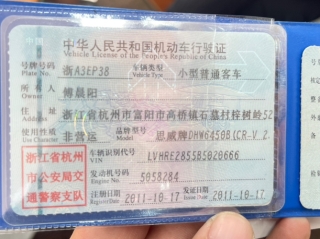 中华人民共和国机动车行驶证
Vehicle License of the People's Republic of China
号牌号码 浙A3EP38 车辆类型 小型普通客车
Plate No. Vehicle Type
所有人 傅晨阳
Owner
住址 浙江省杭州市富阳市高桥镇石墓村桉树岭52
使用性质 非营运 品牌型号 思威牌DHW6450B(CR-V 2
Use Character Model
浙江省杭州
市公安局交
通警察支队
车辆识别代号 LVHRE2855B5020666
VIN
发动机号码 5058284
Engine No.
注册日期 2011-10-17 发证日期 2011-10-17
Register Date Issue Date